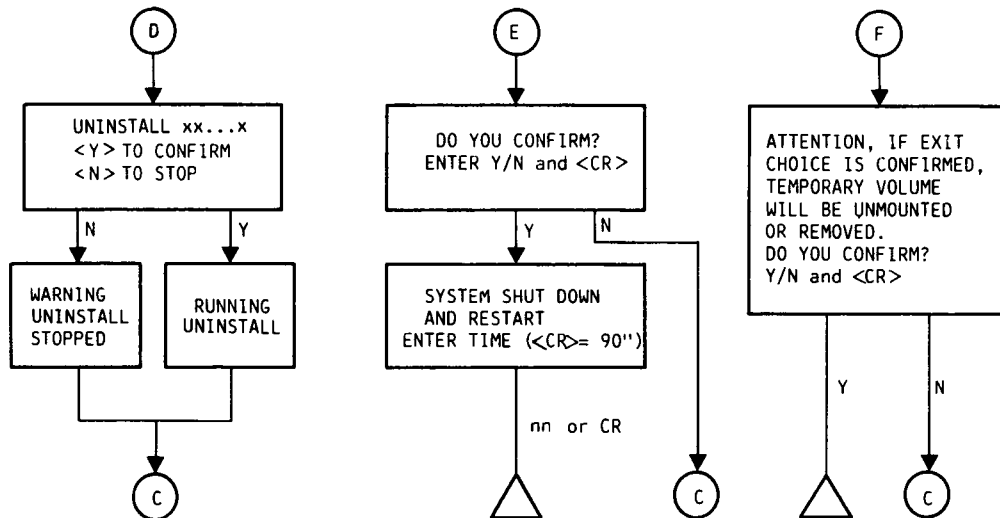 D
UNINSTALL xx...x
<Y> TO CONFIRM
<N> TO STOP
N
Y
WARNING
UNINSTALL
STOPPED
RUNNING
UNINSTALL
C
E
DO YOU CONFIRM?
ENTER Y/N and <CR>
Y
N
SYSTEM SHUT DOWN
AND RESTART
ENTER TIME (<CR>= 90")
nn or CR
C
F
ATTENTION, IF EXIT
CHOICE IS CONFIRMED,
TEMPORARY VOLUME
WILL BE UNMOUNTED
OR REMOVED.
DO YOU CONFIRM?
Y/N and <CR>
Y
N
C